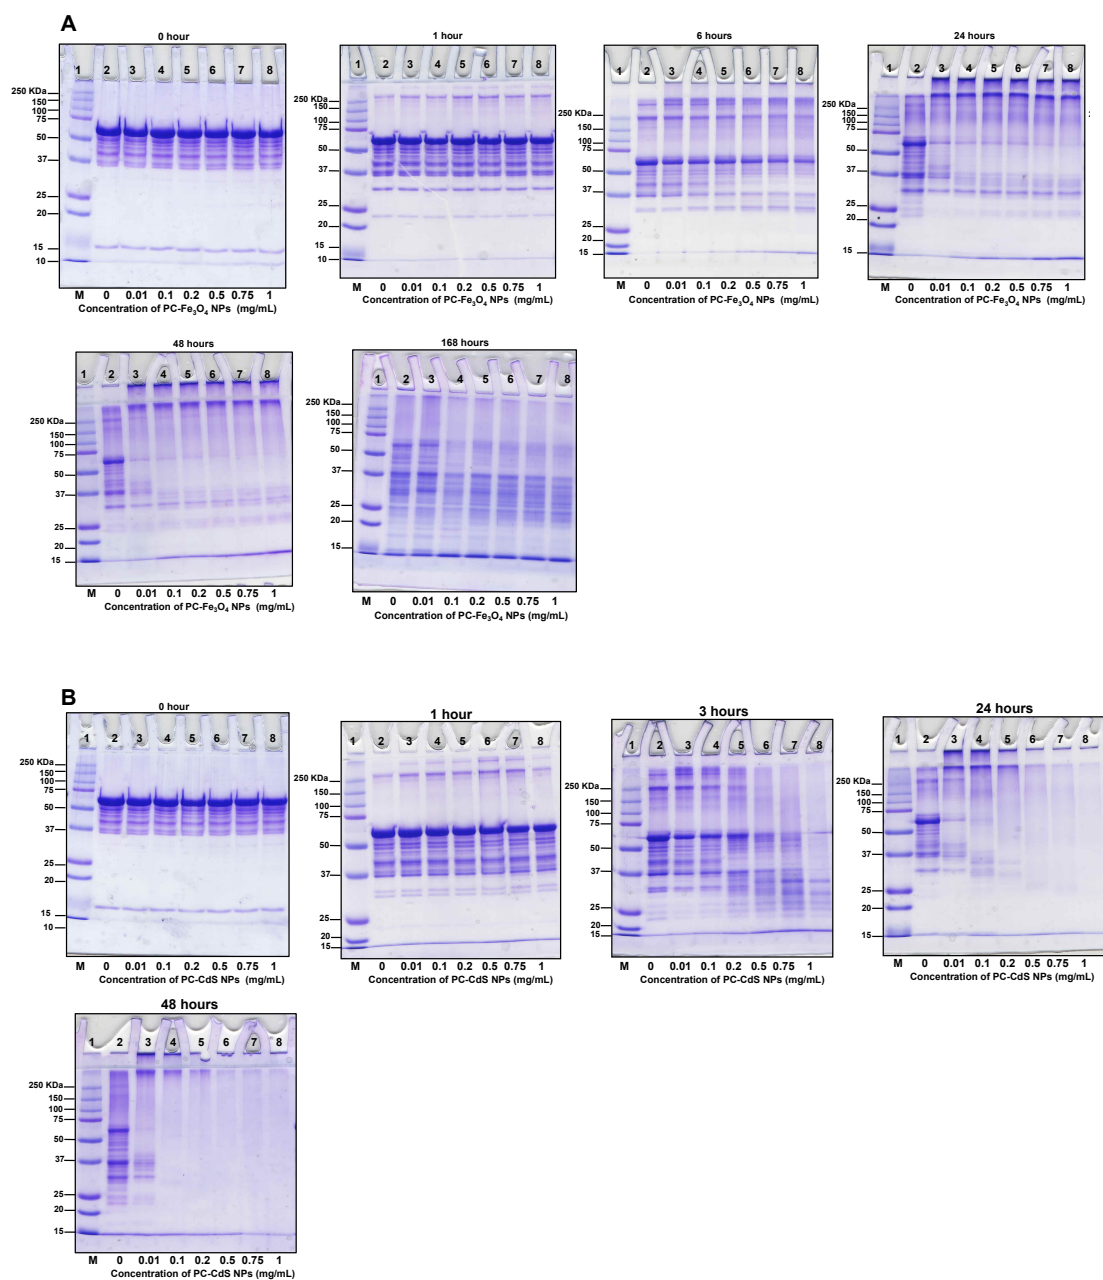 A
0 hour
1 2 3 4 5 6 7 8
250 KDa
150
100
75
50
37
25
20
15
10
M 0 0.01 0.1 0.2 0.5 0.75 1
Concentration of PC-Fe3O4 NPs (mg/mL)
1 hour
1 2 3 4 5 6 7 8
250 KDa
150
100
75
50
37
25
20
15
10
M 0 0.01 0.1 0.2 0.5 0.75 1
Concentration of PC-Fe3O4 NPs (mg/mL)
6 hours
1 2 3 4 5 6 7 8
250 KDa
150
100
75
50
37
25
20
15
M 0 0.01 0.1 0.2 0.5 0.75 1
Concentration of PC-Fe3O4 NPs (mg/mL)
24 hours
1 2 3 4 5 6 7 8
250 KDa
150
100
75
50
37
25
20
15
M 0 0.01 0.1 0.2 0.5 0.75 1
Concentration of PC-Fe3O4 NPs (mg/mL)
48 hours
1 2 3 4 5 6 7 8
250 KDa
150
100
75
50
37
25
20
15
M 0 0.01 0.1 0.2 0.5 0.75 1
Concentration of PC-Fe3O4 NPs (mg/mL)
168 hours
1 2 3 4 5 6 7 8
250 KDa
150
100
75
50
37
25
20
15
M 0 0.01 0.1 0.2 0.5 0.75 1
Concentration of PC-Fe3O4 NPs (mg/mL)
B
0 hour
1 2 3 4 5 6 7 8
250 KDa
150
100
75
50
37
25
20
15
10
M 0 0.01 0.1 0.2 0.5 0.75 1
Concentration of PC-CdS NPs (mg/mL)
1 hour
1 2 3 4 5 6 7 8
250 KDa
150
100
75
50
37
25
20
15
M 0 0.01 0.1 0.2 0.5 0.75 1
Concentration of PC-CdS NPs (mg/mL)
3 hours
1 2 3 4 5 6 7 8
250 KDa
150
100
75
50
37
25
20
15
M 0 0.01 0.1 0.2 0.5 0.75 1
Concentration of PC-CdS NPs (mg/mL)
24 hours
1 2 3 4 5 6 7 8
250 KDa
150
100
75
50
37
25
20
15
M 0 0.01 0.1 0.2 0.5 0.75 1
Concentration of PC-CdS NPs (mg/mL)
48 hours
1 2 3 4 5 6 7 8
250 KDa
150
100
75
50
37
25
20
15
M 0 0.01 0.1 0.2 0.5 0.75 1
Concentration of PC-CdS NPs (mg/mL)